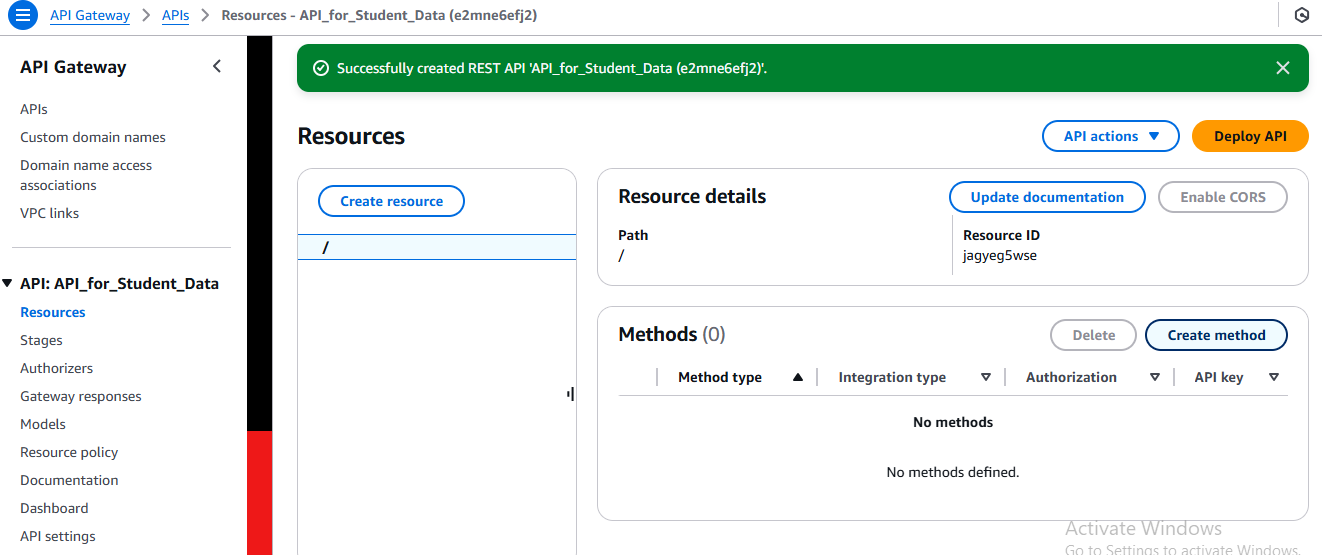 API Gateway > APIs > Resources - API_for_Student_Data (e2mne6efj2)
API Gateway
APIs
Custom domain names
Domain name access
associations
VPC links
API: API_for_Student_Data
Resources
Stages
Authorizers
Gateway responses
Models
Resource policy
Documentation
Dashboard
API settings
Successfully created REST API 'API_for_Student_Data (e2mne6efj2)'.
Resources
API actions
Deploy API
Create resource
/
Resource details
Update documentation
Enable CORS
Path
/
Resource ID
jagyeg5wse
Methods (0)
Delete
Create method
Method type
Integration type
Authorization
API key
No methods
No methods defined.
Activate Windows
Go to Settings to activate Windows.